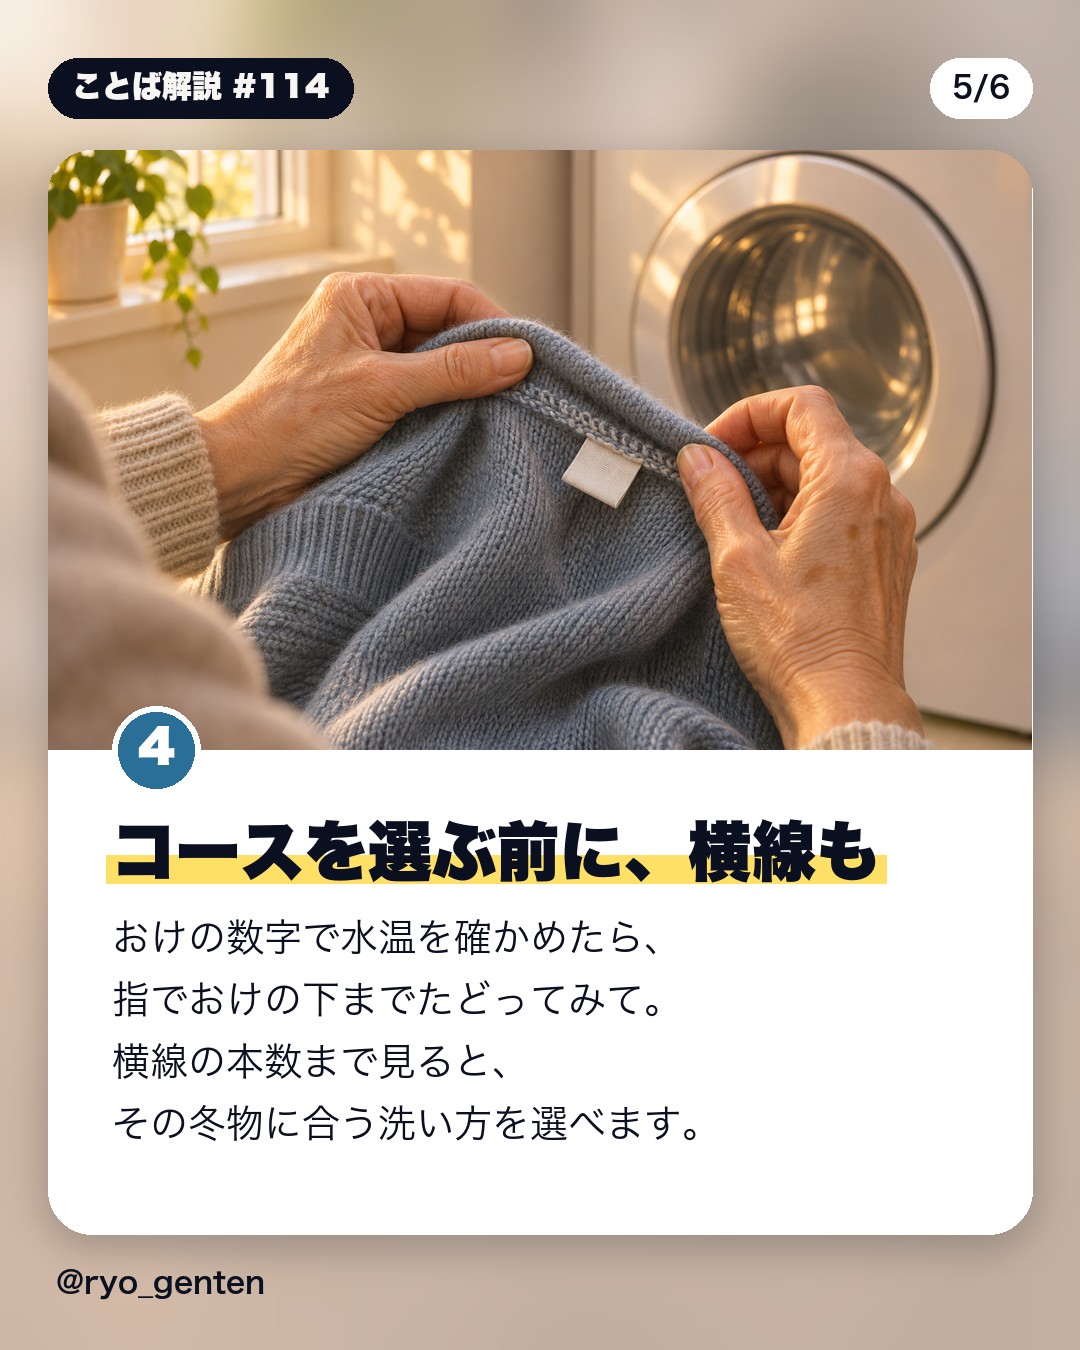 ことば解説 #114
5/6
4
コースを選ぶ前に、横線も
おけの数字で水温を確かめたら、
指でおけの下までたどってみて。
横線の本数まで見ると、
その冬物に合う洗い方を選べます。
@ryo_genten